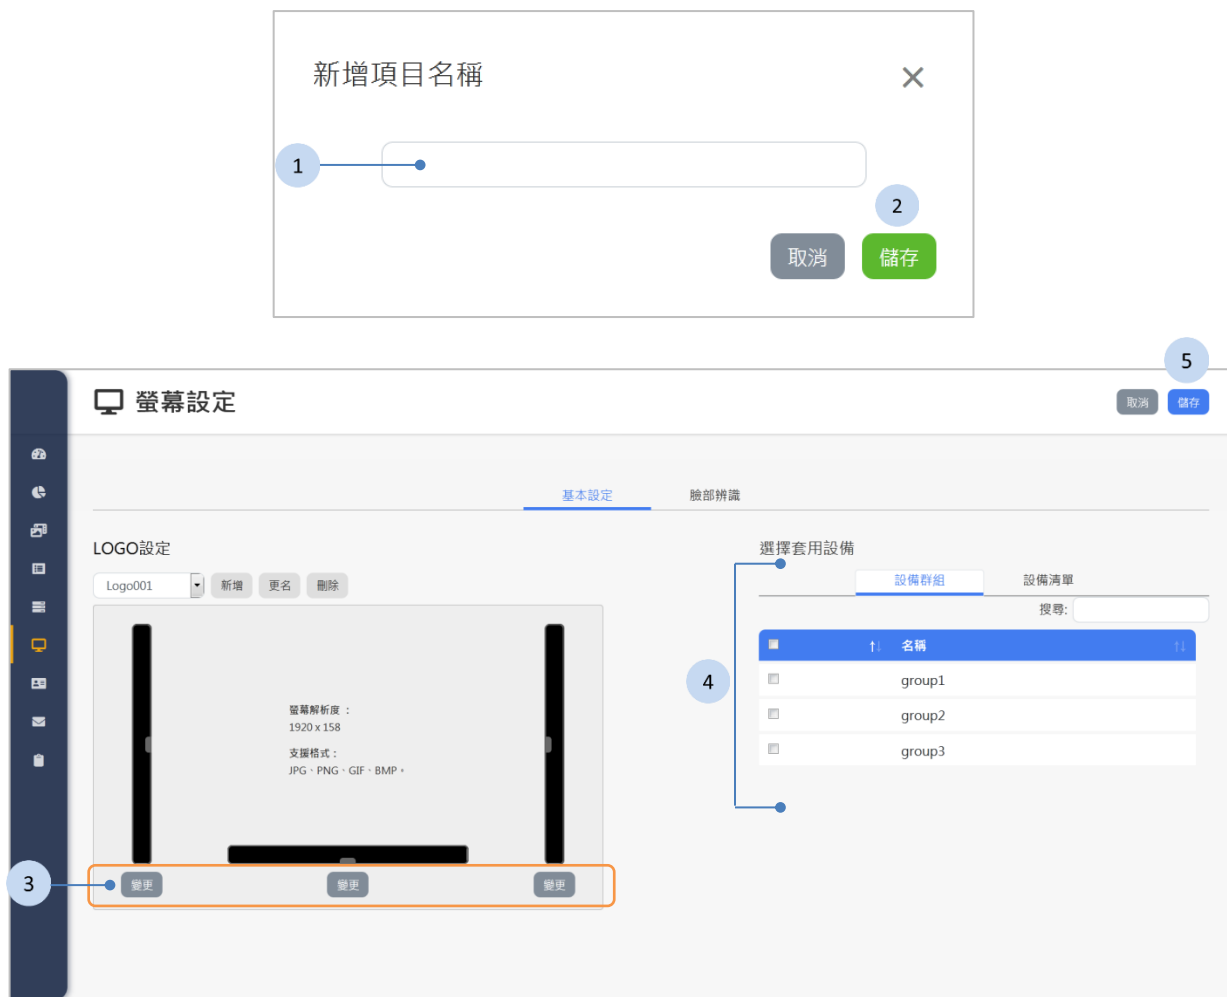 新增項目名稱
1
2
取消
儲存
5
螢幕設定
取消
儲存
基本設定
臉部辨識
LOGO設定
Logo001
新增
更名
刪除
螢幕解析度 :
1920 x 158
支援格式 :
JPG、PNG、GIF、BMP。
3
變更
變更
變更
選擇套用設備
設備群組
設備清單
搜尋:
名稱
4
group1
group2
group3